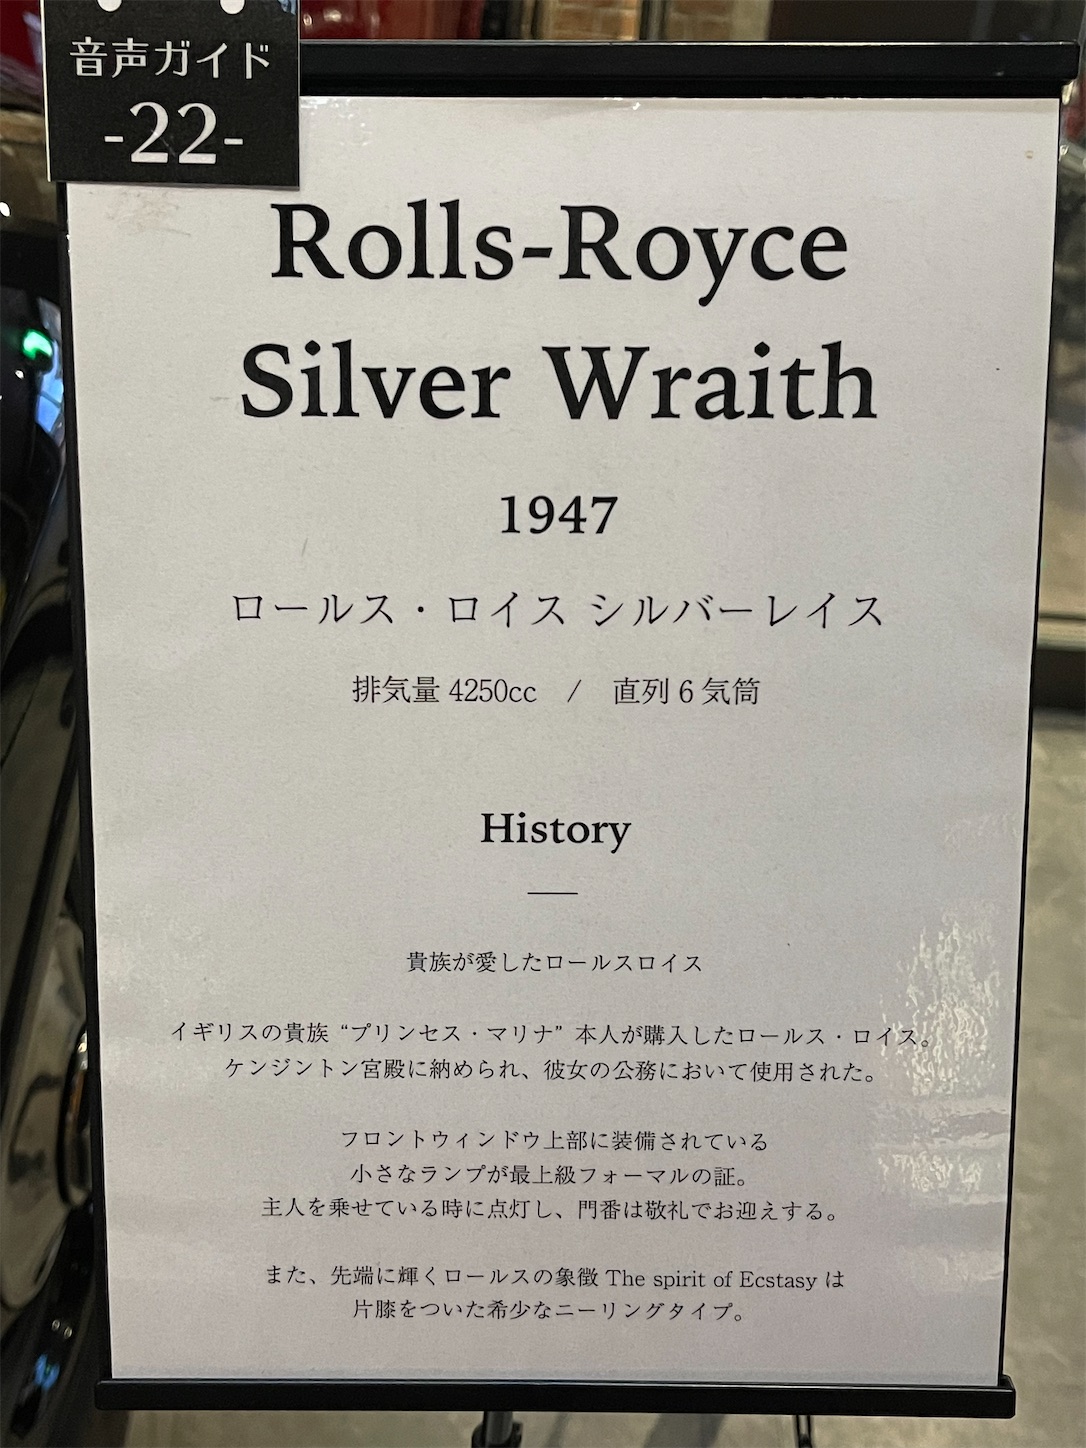 音声ガイド
-22-
Rolls-Royce
Silver Wraith
1947
ロールス・ロイス シルバーレイス
排気量 4250cc / 直列 6 気筒
History
貴族が愛したロールスロイス
イギリスの貴族 “プリンセス・マリナ” 本人が購入したロールス・ロイス。
ケンジントン宮殿に納められ、彼女の公務において使用された。
フロントウィンドウ上部に装備されている
小さなランプが最上級フォーマルの証。
主人を乗せている時に点灯し、門番は敬礼でお迎えする。
また、先端に輝くロールスの象徴 The spirit of Ecstasy は
片膝をついた希少なニーリングタイプ。